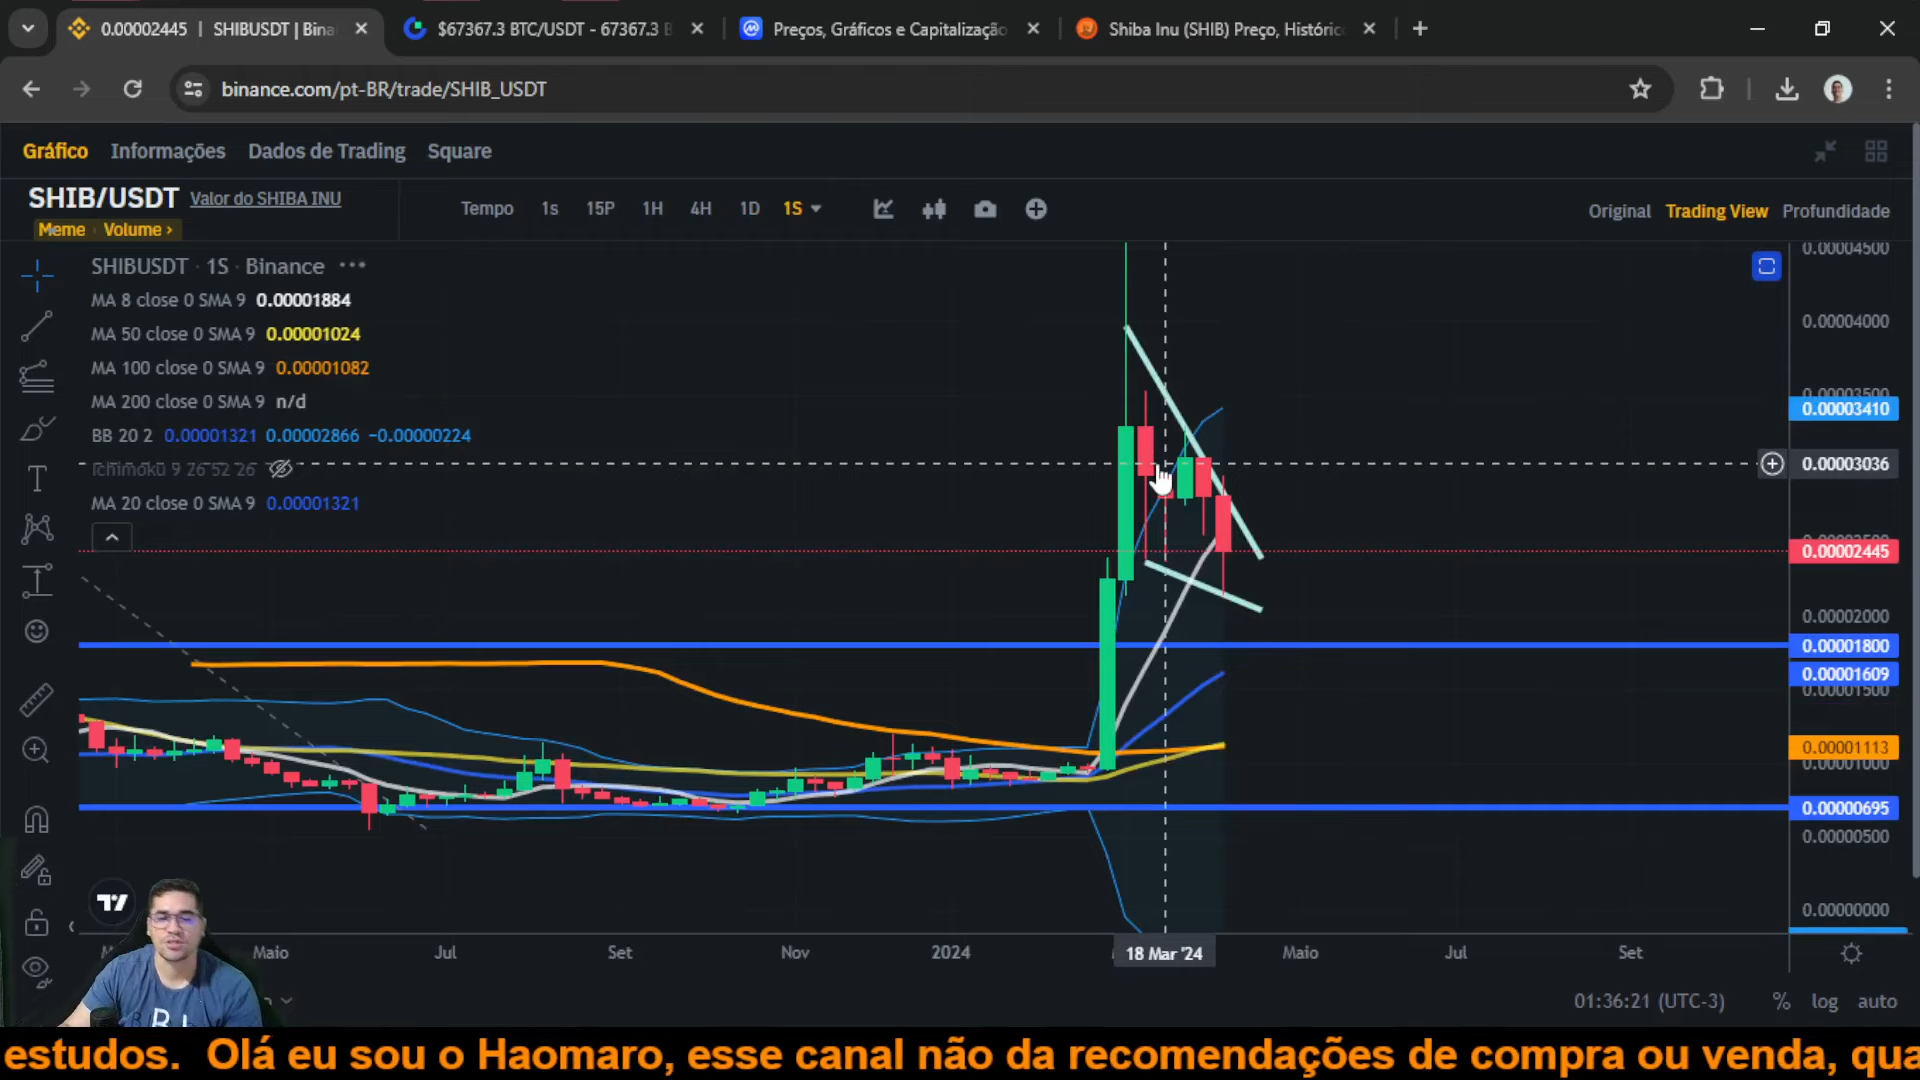 0.00002445 | SHIBUSDT | Bina
$67367.3 BTC/USDT - 67367.3 B
Preços, Gráficos e Capitalização
Shiba Inu (SHIB) Preço, Históric
binance.com/pt-BR/trade/SHIB_USDT
Gráfico Informações Dados de Trading Square
SHIB/USDT Valor do SHIBA INU
Meme Volume ›
Tempo 1s 15P 1H 4H 1D 1S
Original Trading View Profundidade
SHIBUSDT · 1S · Binance ···
MA 8 close 0 SMA 9 0.00001884
MA 50 close 0 SMA 9 0.00001024
MA 100 close 0 SMA 9 0.00001082
MA 200 close 0 SMA 9 n/d
BB 20 2 0.00001321 0.00002866 −0.00000224
Ichimoku 9 26 52 26
MA 20 close 0 SMA 9 0.00001321
0.00004500
0.00004000
0.00003500
0.00003410
0.00003036
0.00002445
0.00002000
0.00001800
0.00001609
0.00001500
0.00001113
0.00001000
0.00000695
0.00000500
0.00000000
Maio Jul Set Nov 2024 18 Mar '24 Maio Jul Set
01:36:21 (UTC-3) % log auto
estudos. Olá eu sou o Haomaro, esse canal não da recomendações de compra ou venda, qua